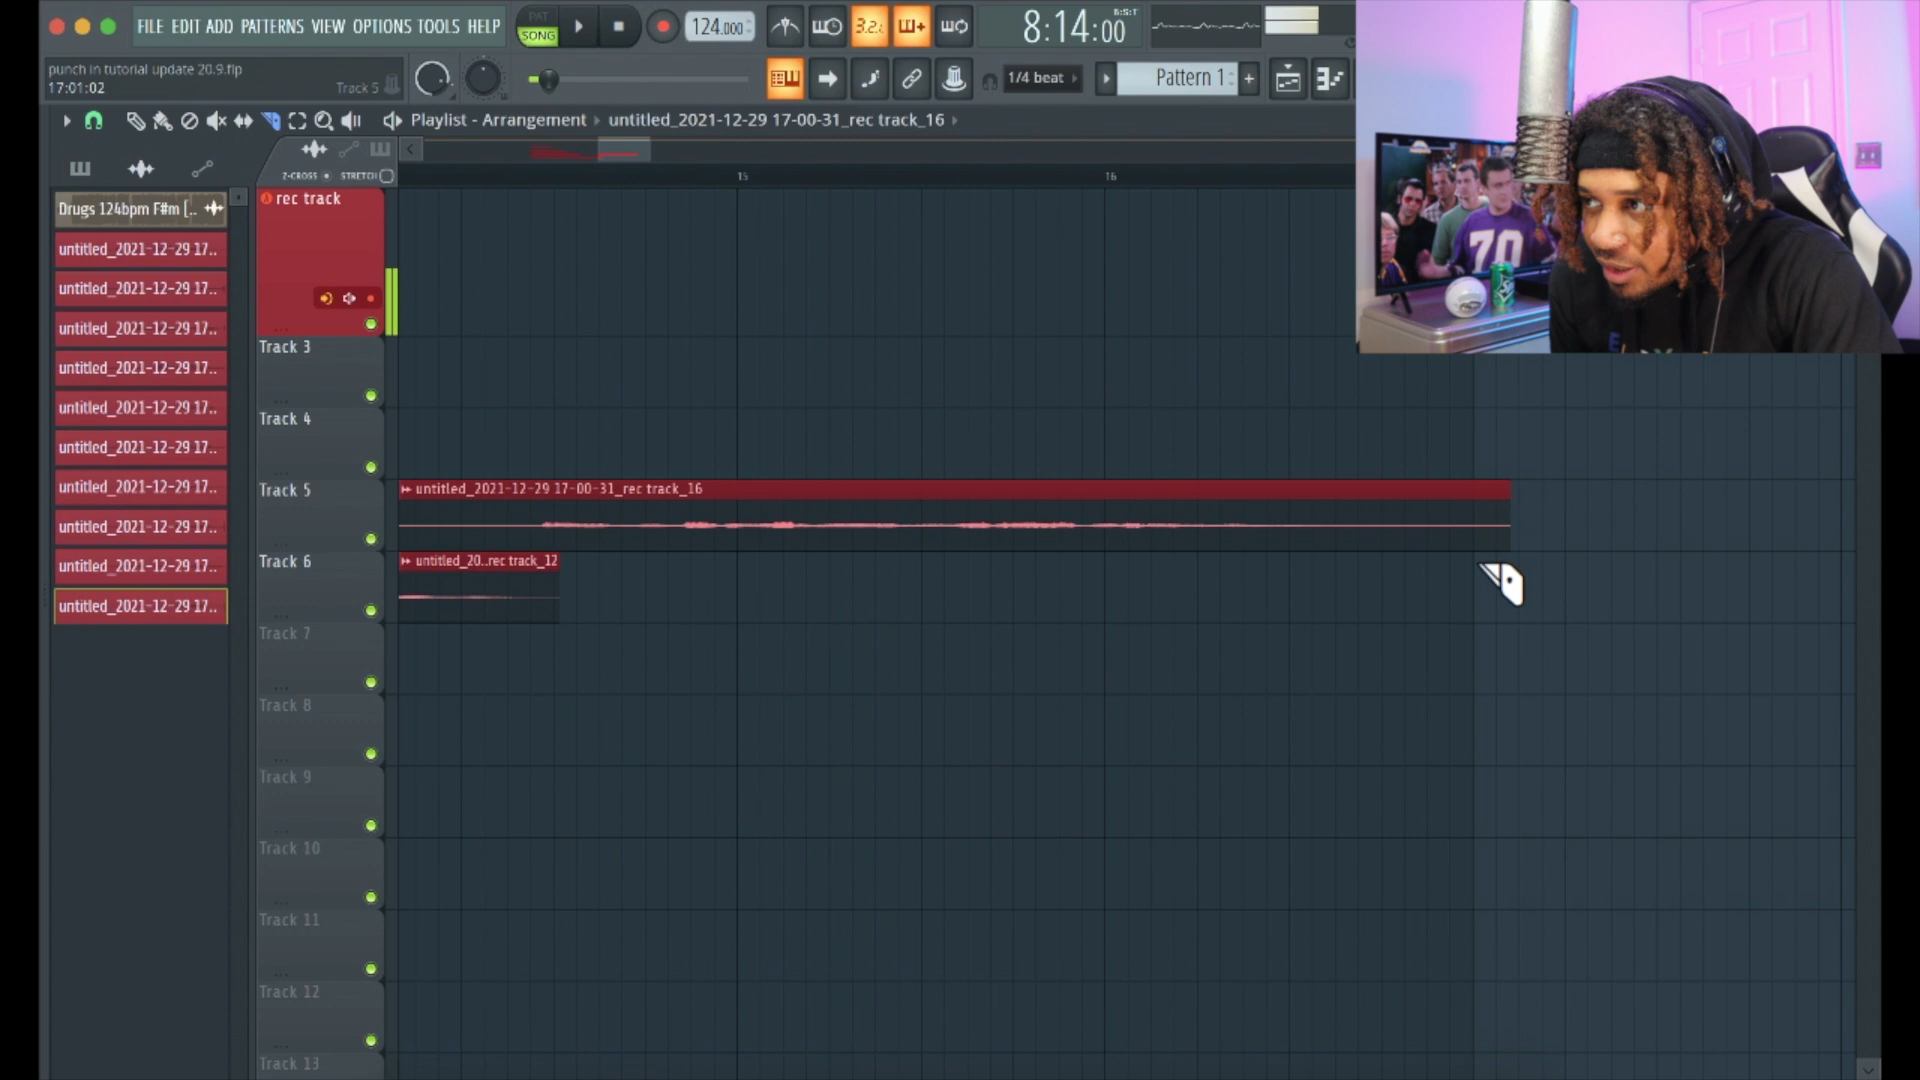 FILE EDIT ADD PATTERNS VIEW OPTIONS TOOLS HELP
PAT
SONG
124.000
3.2.
8:14:00
B:S:T
punch in tutorial update 20.9.flp
17:01:02
Track 5
1/4 beat
Pattern 1
Playlist - Arrangement
untitled_2021-12-29 17-00-31_rec track_16
Z-CROSS
STRETCH
15
16
Drugs 124bpm F#m [..
untitled_2021-12-29 17..
untitled_2021-12-29 17..
untitled_2021-12-29 17..
untitled_2021-12-29 17..
untitled_2021-12-29 17..
untitled_2021-12-29 17..
untitled_2021-12-29 17..
untitled_2021-12-29 17..
untitled_2021-12-29 17..
untitled_2021-12-29 17..
rec track
Track 3
Track 4
Track 5
untitled_2021-12-29 17-00-31_rec track_16
Track 6
untitled_20..rec track_12
Track 7
Track 8
Track 9
Track 10
Track 11
Track 12
Track 13
70